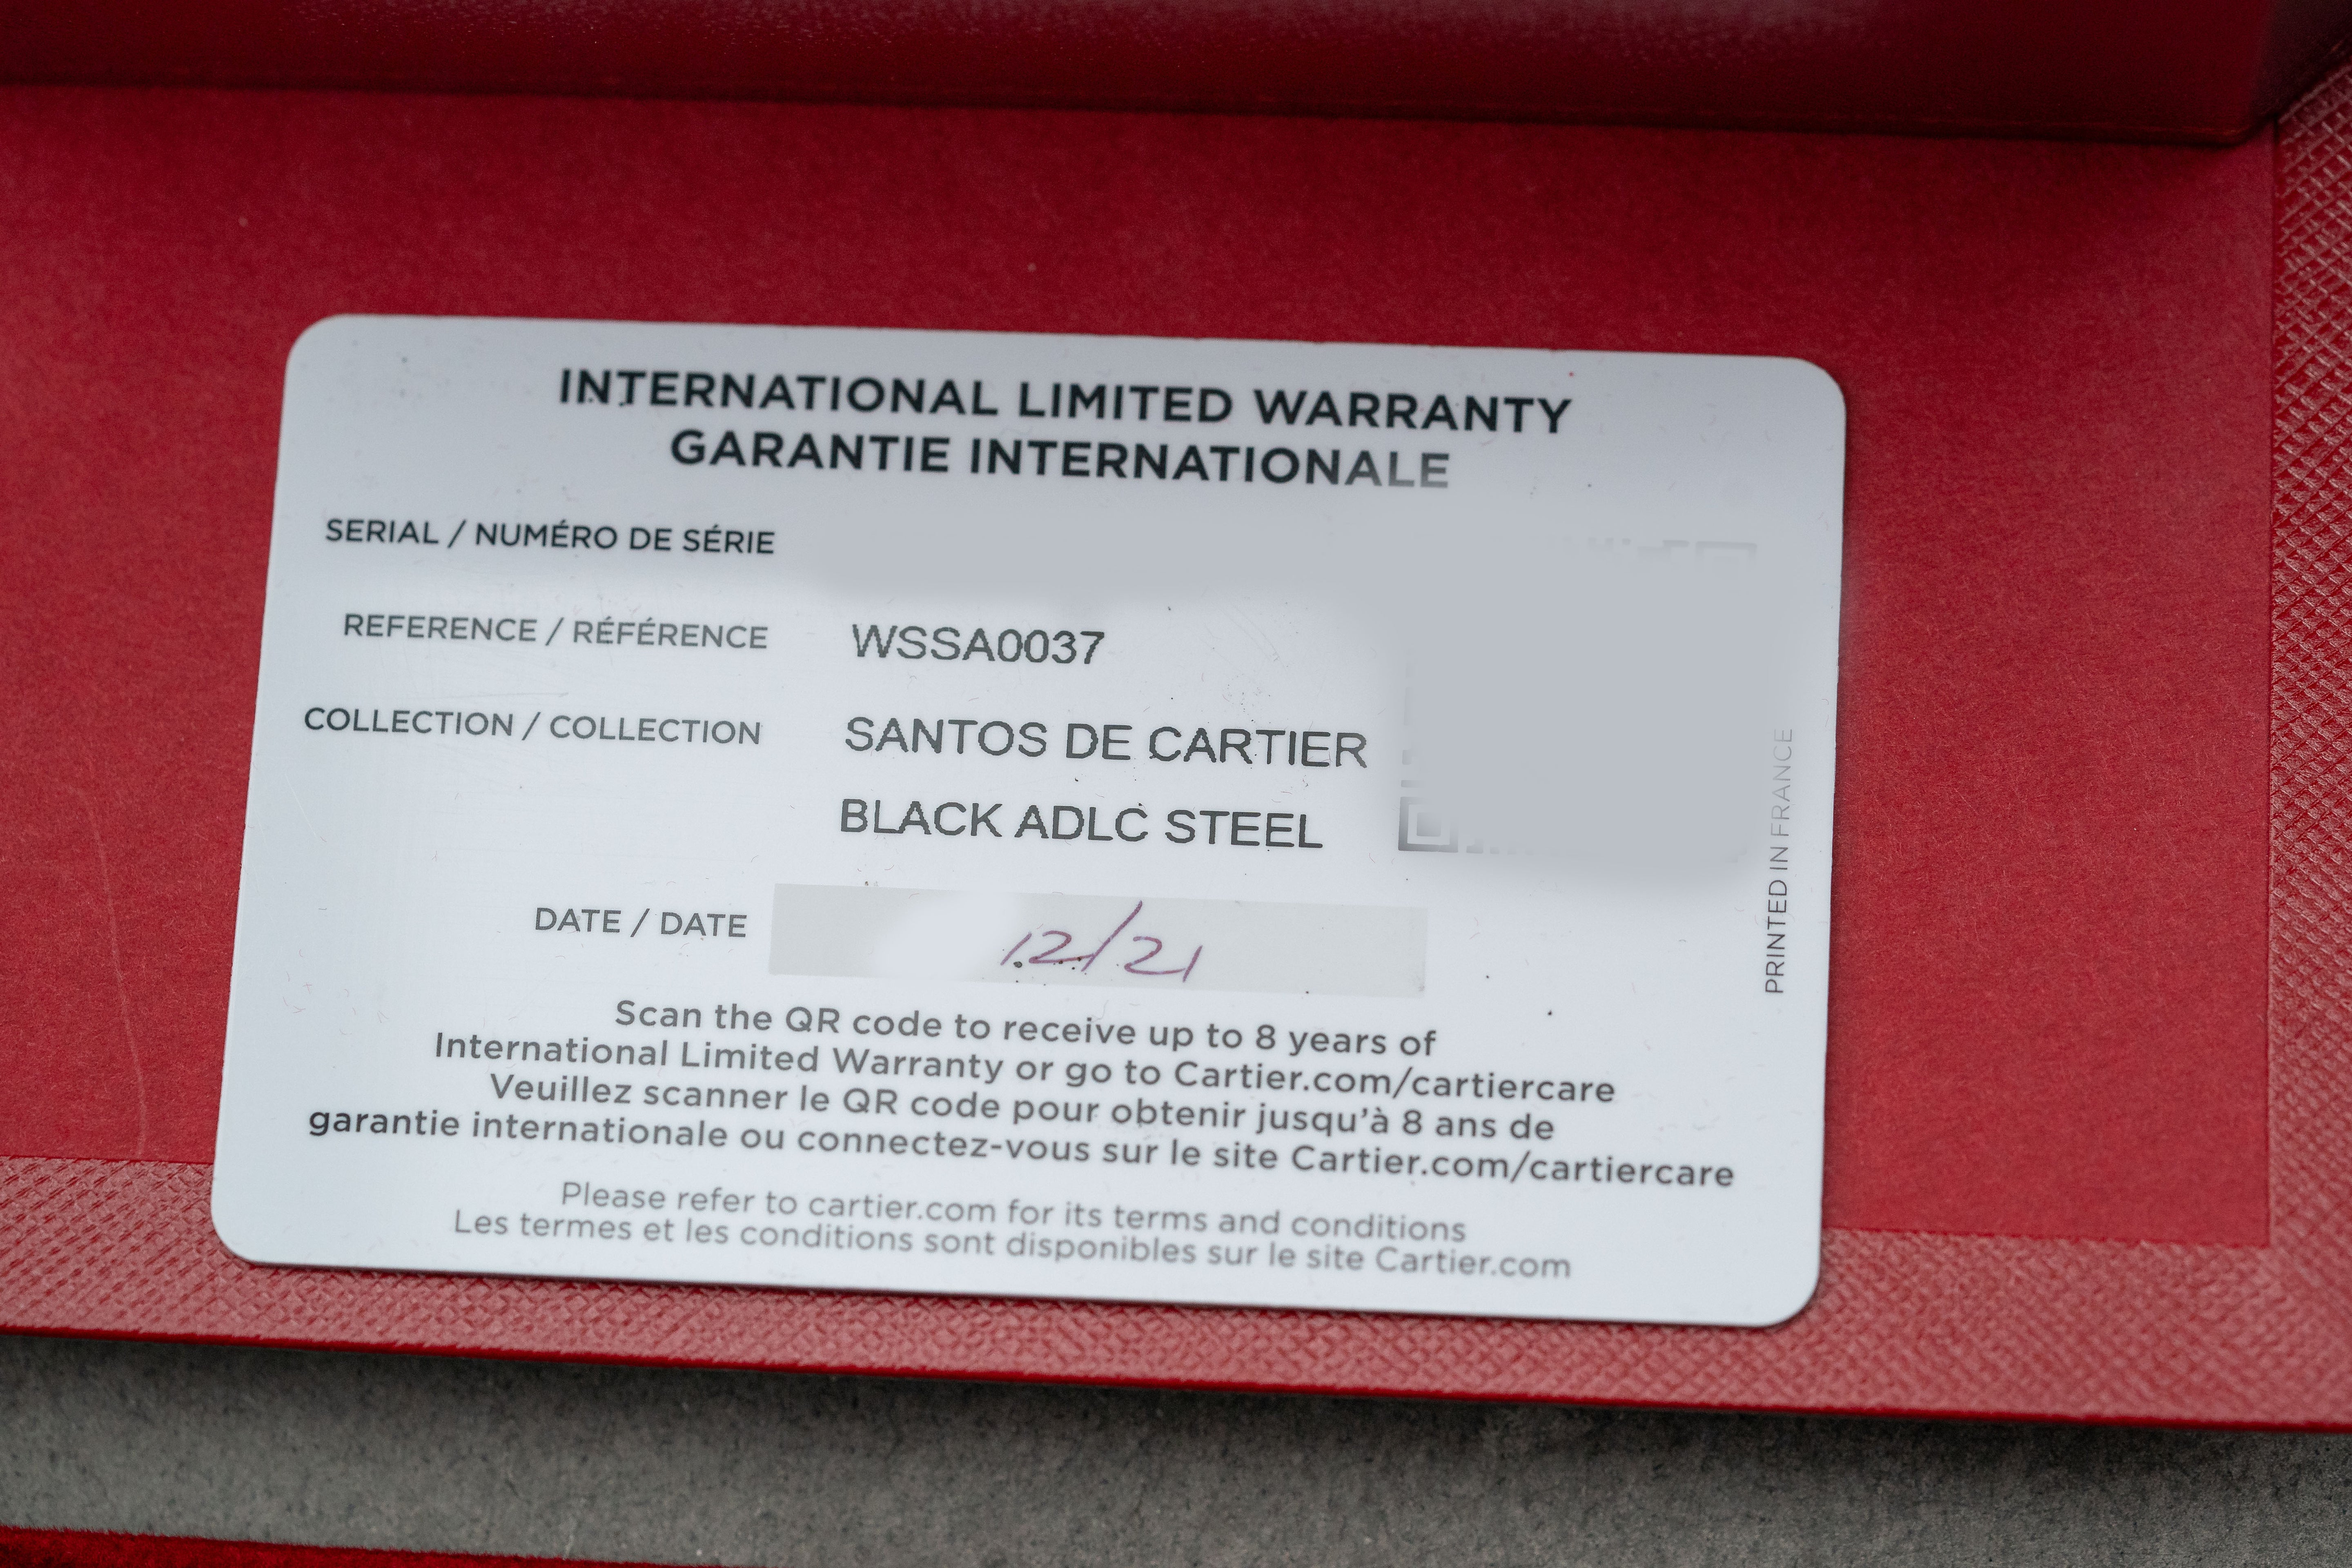 INTERNATIONAL LIMITED WARRANTY
GARANTIE INTERNATIONALE
SERIAL / NUMÉRO DE SÉRIE
REFERENCE / RÉFÉRENCE WSSA0037
COLLECTION / COLLECTION SANTOS DE CARTIER
BLACK ADLC STEEL
DATE / DATE 12/21
PRINTED IN FRANCE
Scan the QR code to receive up to 8 years of
International Limited Warranty or go to Cartier.com/cartiercare
Veuillez scanner le QR code pour obtenir jusqu'à 8 ans de
garantie internationale ou connectez-vous sur le site Cartier.com/cartiercare
Please refer to cartier.com for its terms and conditions
Les termes et les conditions sont disponibles sur le site Cartier.com